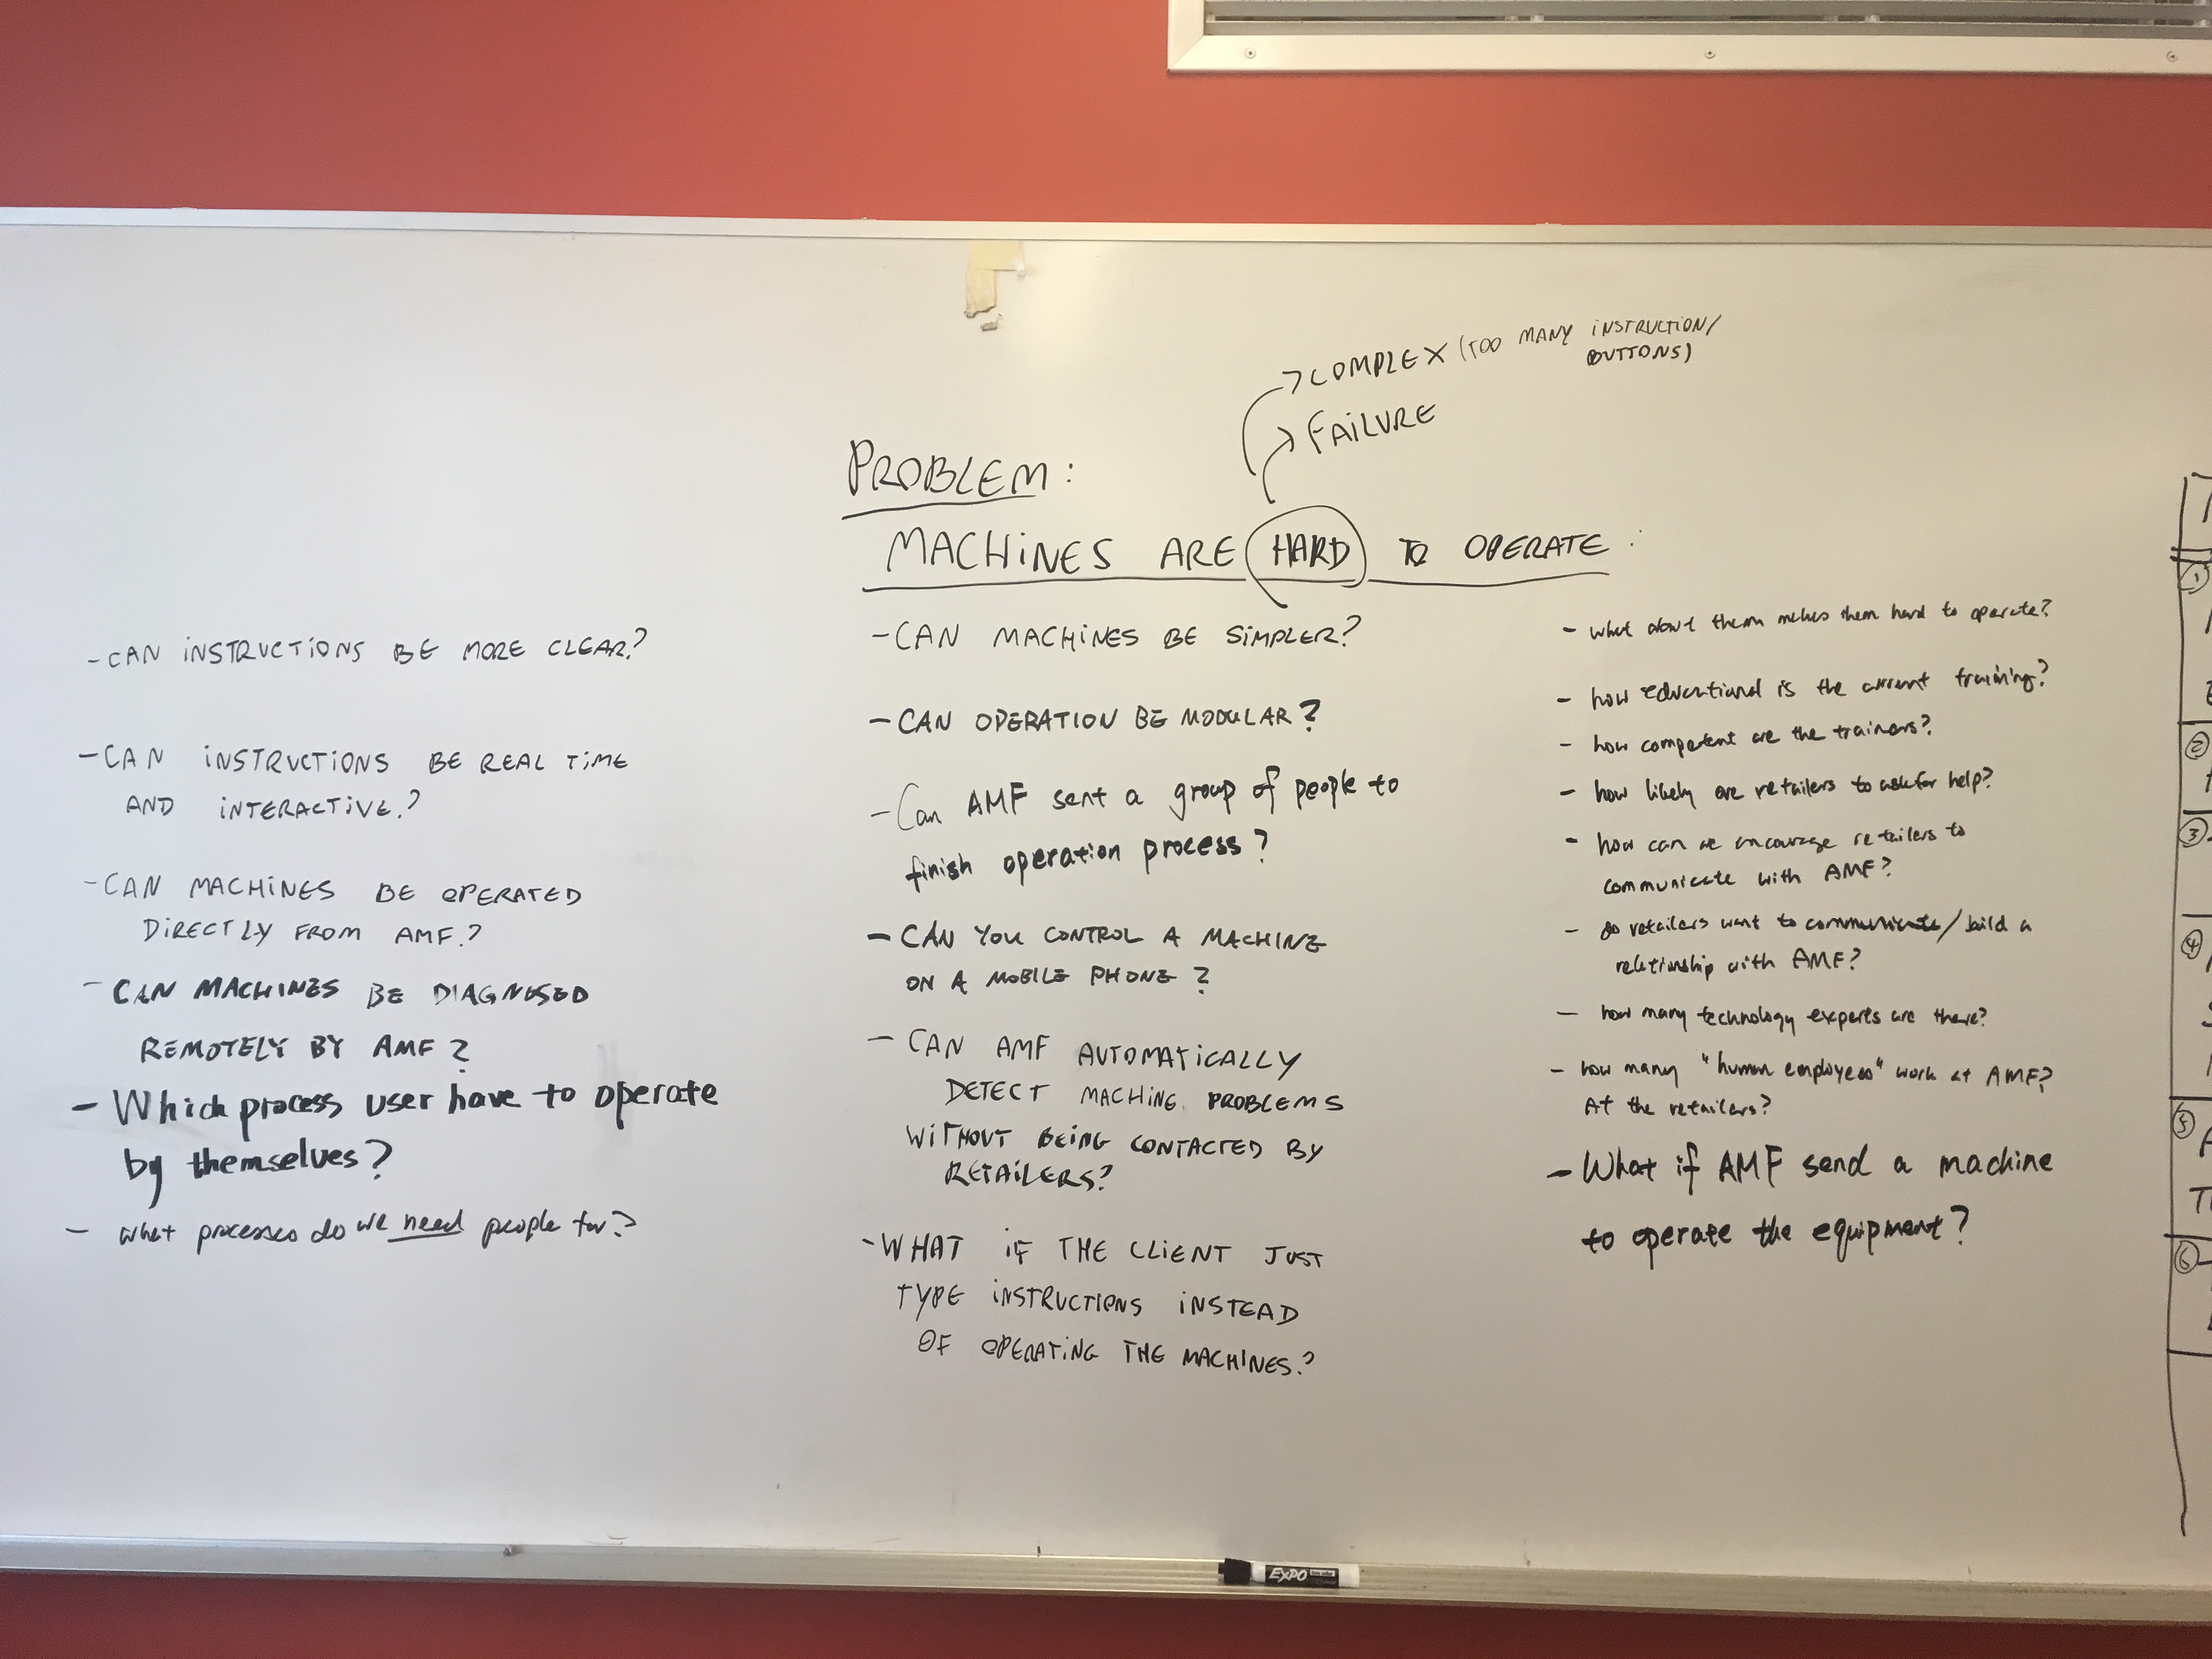 → COMPLEX (TOO MANY INSTRUCTION/
BUTTONS)
→ FAILURE
PROBLEM:
MACHINES ARE HARD TO OPERATE:
- CAN INSTRUCTIONS BE MORE CLEAR?
- CAN INSTRUCTIONS BE REAL TIME
AND INTERACTIVE?
- CAN MACHINES BE OPERATED
DIRECTLY FROM AMF?
- CAN MACHINES BE DIAGNOSED
REMOTELY BY AMF?
- Which process user have to operate
by themselves?
- what processes do we need people for?
- CAN MACHINES BE SIMPLER?
- CAN OPERATION BE MODULAR?
- Can AMF sent a group of people to
finish operation process?
- CAN YOU CONTROL A MACHINE
ON A MOBILE PHONE?
- CAN AMF AUTOMATICALLY
DETECT MACHINE PROBLEMS
WITHOUT BEING CONTACTED BY
RETAILERS?
- WHAT IF THE CLIENT JUST
TYPE INSTRUCTIONS INSTEAD
OF OPERATING THE MACHINES?
- what about them makes them hard to operate?
- how educational is the current training?
- how competent are the trainers?
- how likely are retailers to ask for help?
- how can we encourage retailers to
communicate with AMF?
- do retailers want to communicate/build a
relationship with AMF?
- how many technology experts are there?
- how many "human employees" work at AMF?
At the retailers?
- What if AMF send a machine
to operate the equipment?
①
②
③
④
⑤
⑥
EXPO